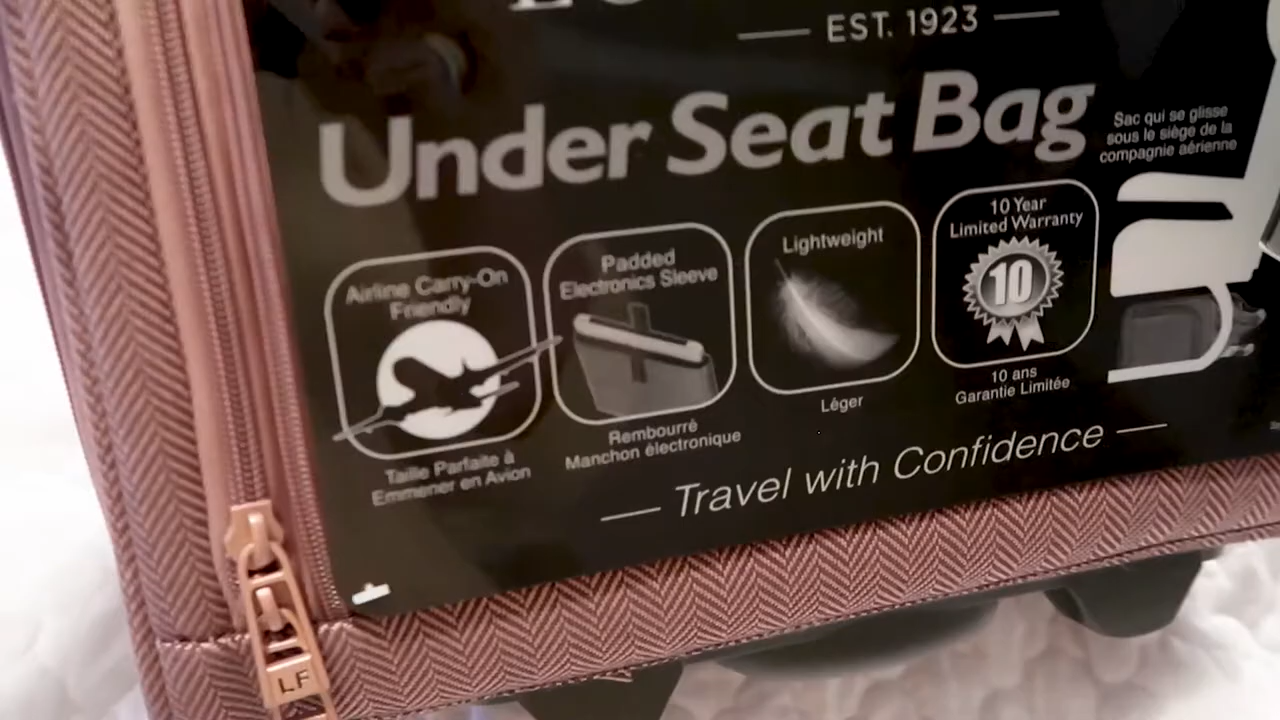 EST. 1923
Under Seat Bag
Sac qui se glisse
sous le siège de la
compagnie aérienne
Airline Carry-On
Friendly
Taille Parfaite à
Emmener en Avion
Padded
Electronics Sleeve
Rembourré
Manchon électronique
Lightweight
Léger
10 Year
Limited Warranty
10
10 ans
Garantie Limitée
Travel with Confidence
LF